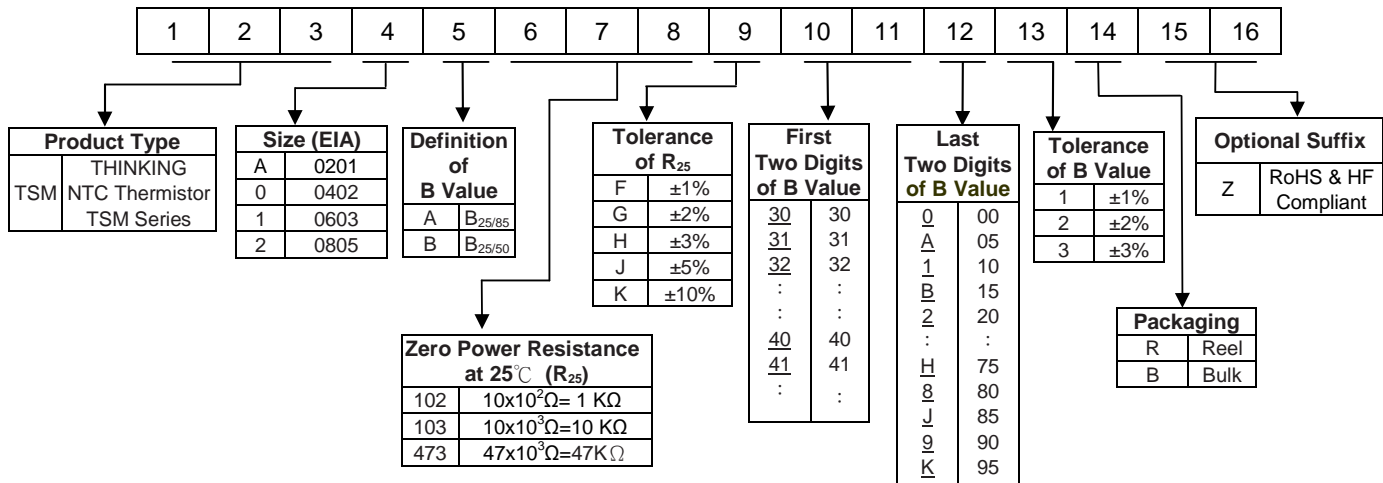 1 2 3 4 5 6 7 8 9 10 11 12 13 14 15 16
Product Type
TSM THINKING
NTC Thermistor
TSM Series
Size (EIA)
A 0201
0 0402
1 0603
2 0805
Definition
of
B Value
A B25/85
B B25/50
Zero Power Resistance
at 25℃ (R25)
102 10x10²Ω= 1 KΩ
103 10x10³Ω=10 KΩ
473 47x10³Ω=47KΩ
Tolerance
of R25
F ±1%
G ±2%
H ±3%
J ±5%
K ±10%
First
Two Digits
of B Value
30 30
31 31
32 32
: :
: :
40 40
41 41
: :
Last
Two Digits
of B Value
0 00
A 05
1 10
B 15
2 20
: :
H 75
8 80
J 85
9 90
K 95
Tolerance
of B Value
1 ±1%
2 ±2%
3 ±3%
Packaging
R Reel
B Bulk
Optional Suffix
Z RoHS & HF
Compliant